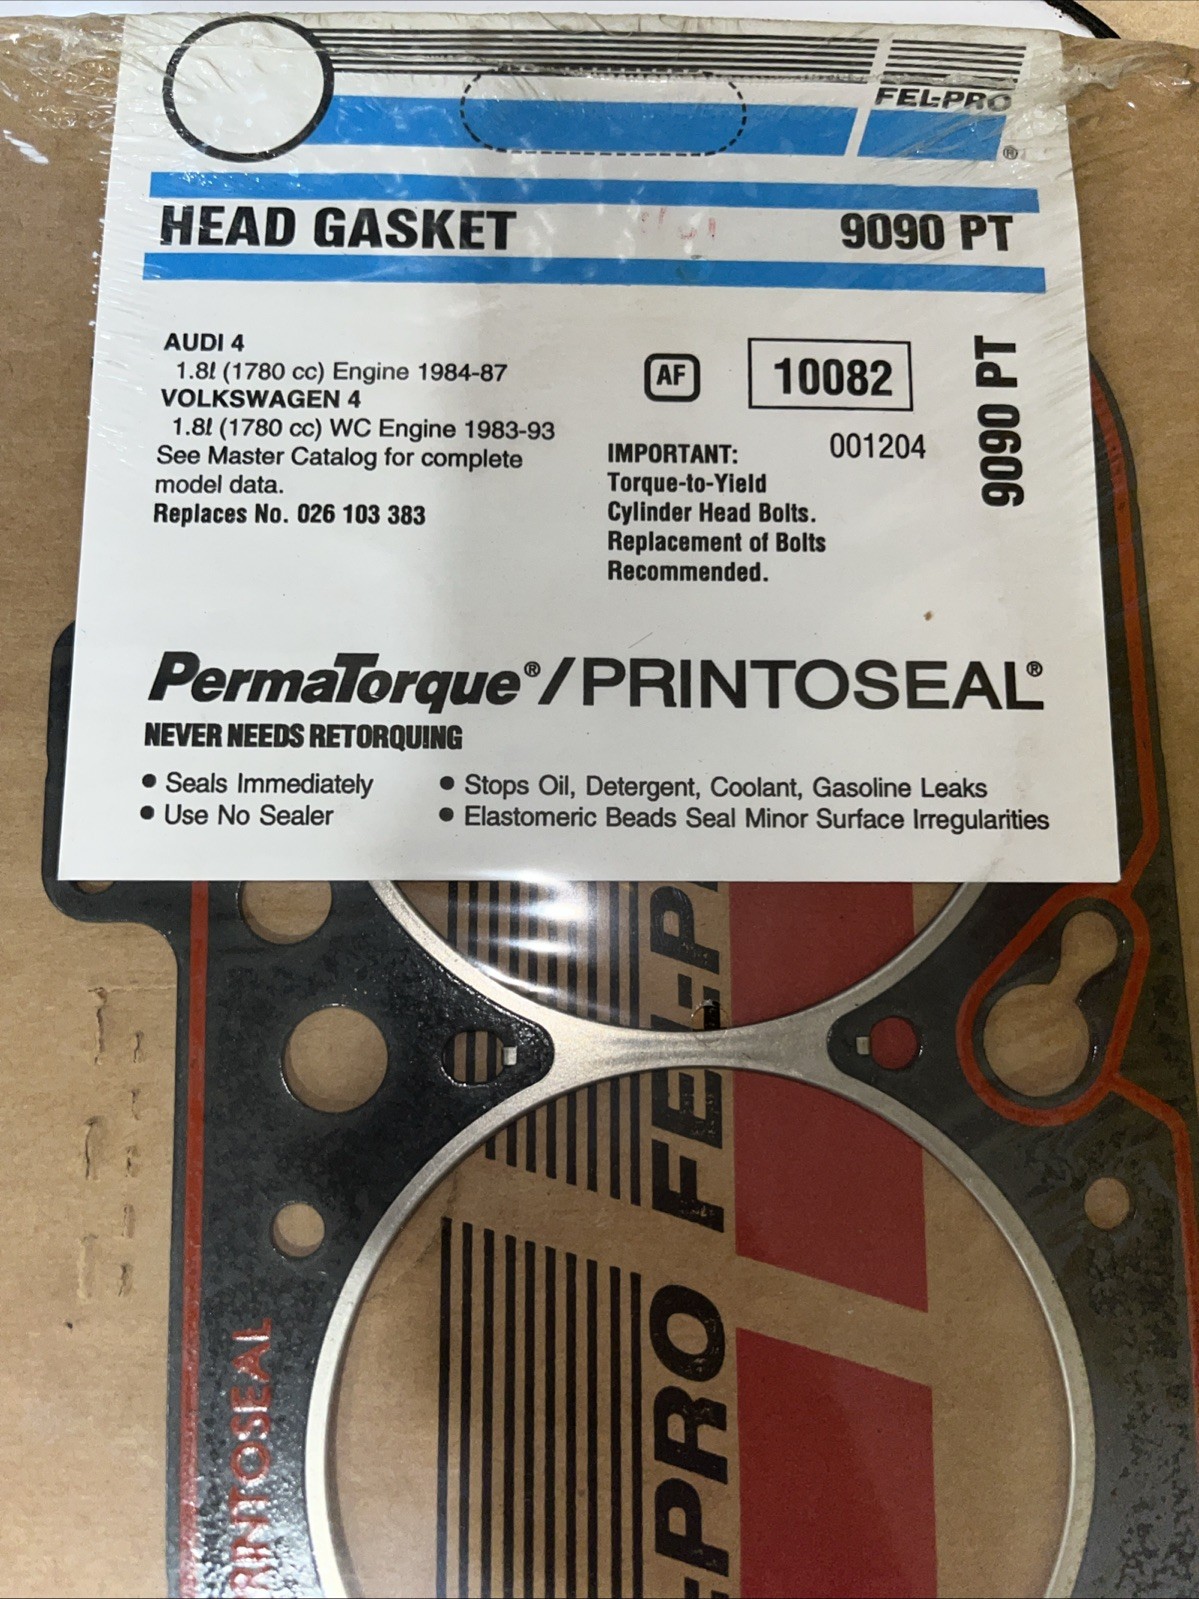 FEL-PRO
®
HEAD GASKET 9090 PT
AUDI 4
1.8ℓ (1780 cc) Engine 1984-87
VOLKSWAGEN 4
1.8ℓ (1780 cc) WC Engine 1983-93
See Master Catalog for complete
model data.
Replaces No. 026 103 383
AF
10082
001204
IMPORTANT:
Torque-to-Yield
Cylinder Head Bolts.
Replacement of Bolts
Recommended.
9090 PT
PermaTorque®/PRINTOSEAL®
NEVER NEEDS RETORQUING
• Seals Immediately
• Use No Sealer
• Stops Oil, Detergent, Coolant, Gasoline Leaks
• Elastomeric Beads Seal Minor Surface Irregularities
FEL-P
FEL-PRO
RINTOSEAL